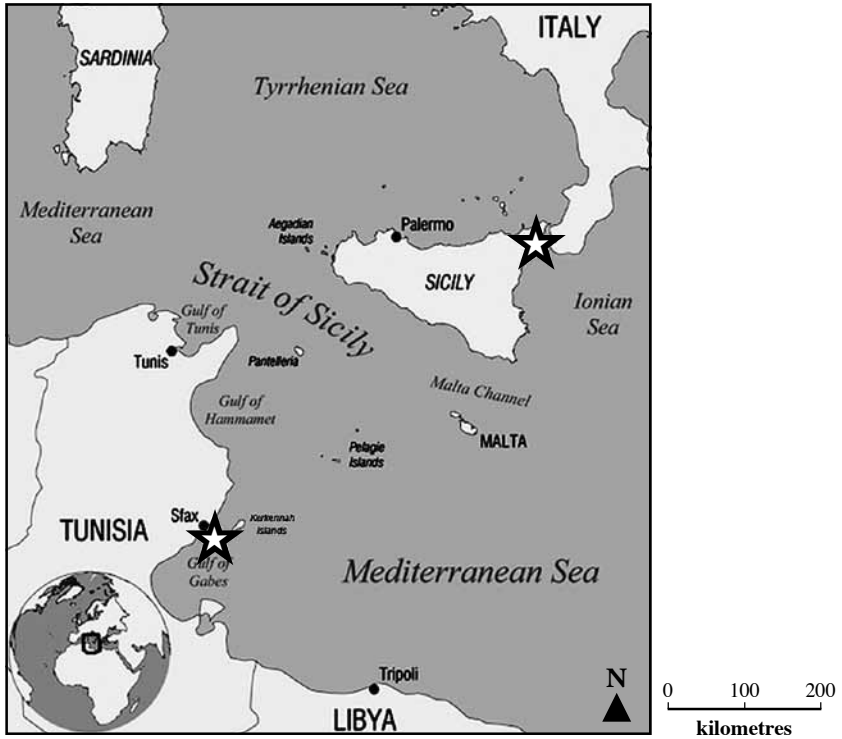 ITALY
SARDINIA
Tyrrhenian Sea
Mediterranean
Sea
Aegadian
Islands
Palermo
SICILY
Strait of Sicily
Ionian
Sea
Gulf of
Tunis
Tunis
Pantelleria
Malta Channel
Gulf of
Hammamet
MALTA
Pelagie
Islands
Sfax
Kerkennah
Islands
TUNISIA
Gulf of
Gabes
Mediterranean Sea
Tripoli
LIBYA
N
0 100 200
kilometres